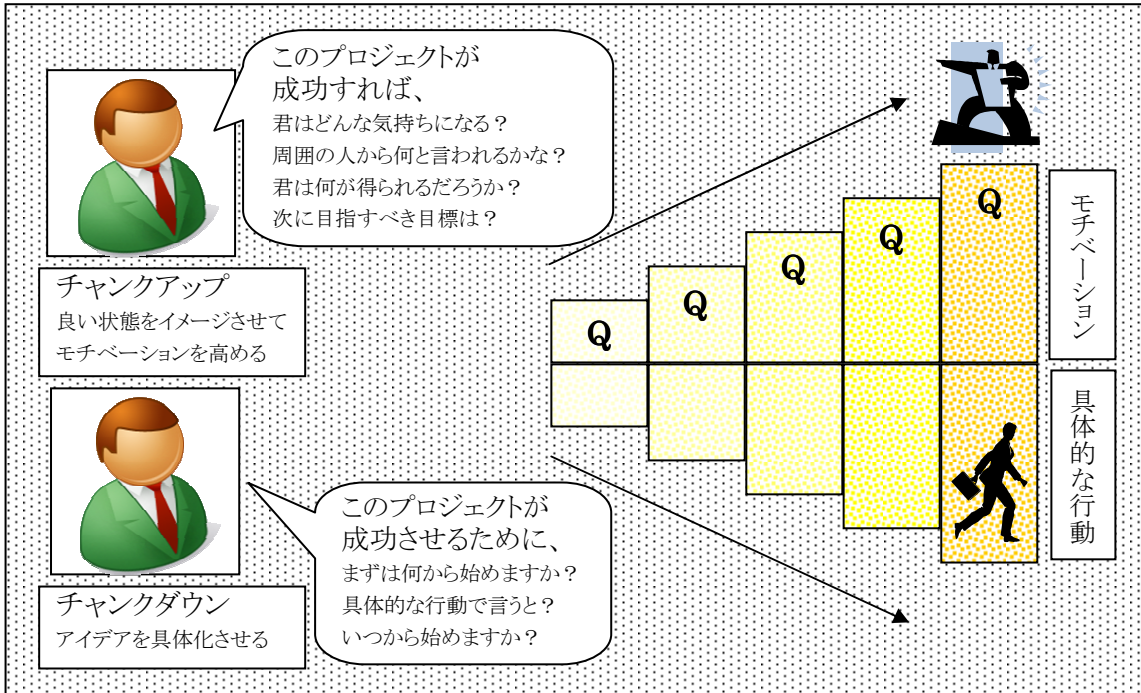 このプロジェクトが
成功すれば、
君はどんな気持ちになる？
周囲の人から何と言われるかな？
君は何が得られるだろうか？
次に目指すべき目標は？
チャンクアップ
良い状態をイメージさせて
モチベーションを高める
このプロジェクトが
成功させるために、
まずは何から始めますか？
具体的な行動で言うと？
いつから始めますか？
チャンクダウン
アイデアを具体化させる
Q
Q
Q
Q
Q
モチベーション
具体的な行動